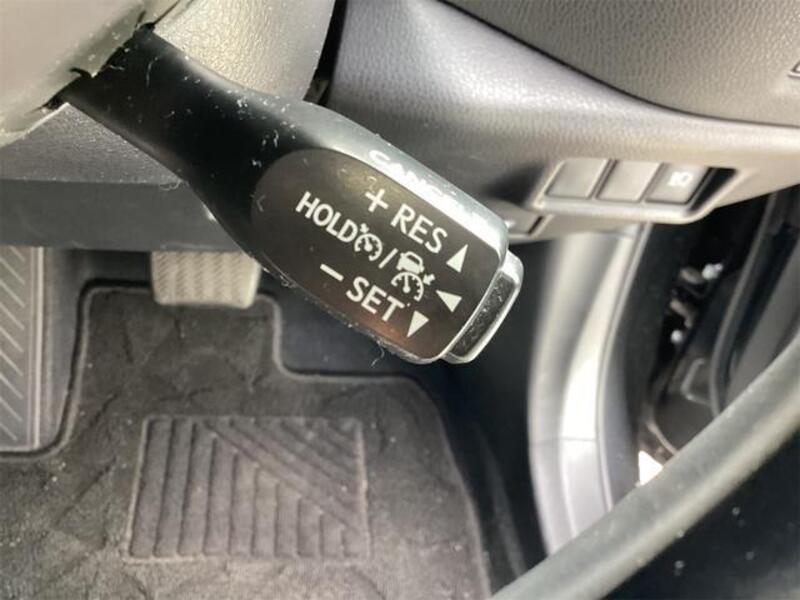 CANCEL
+ RES
HOLD /
- SET